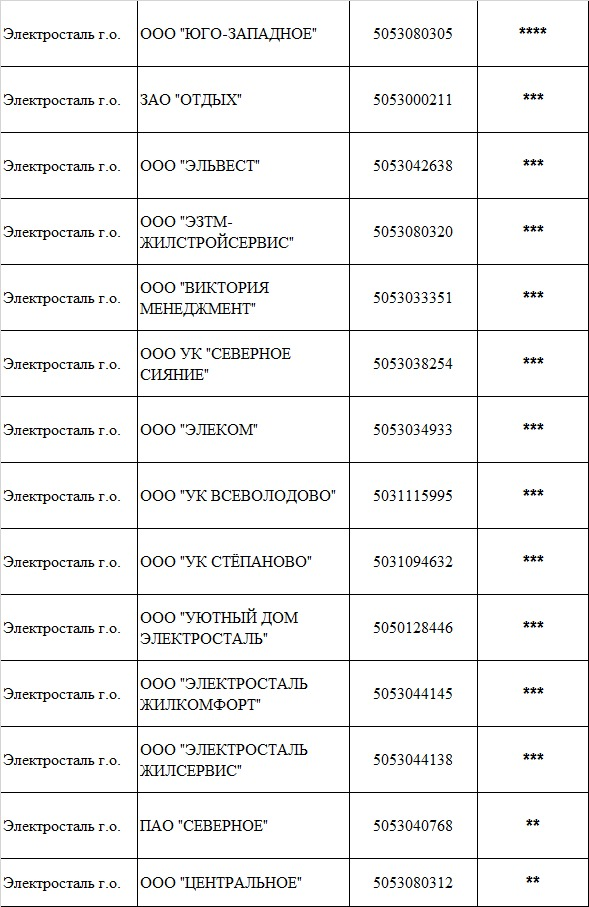 Электросталь г.о. ООО "ЮГО-ЗАПАДНОЕ" 5053080305 ****
Электросталь г.о. ЗАО "ОТДЫХ" 5053000211 ***
Электросталь г.о. ООО "ЭЛЬВЕСТ" 5053042638 ***
Электросталь г.о. ООО "ЭЗТМ-
ЖИЛСТРОЙСЕРВИС" 5053080320 ***
Электросталь г.о. ООО "ВИКТОРИЯ
МЕНЕДЖМЕНТ" 5053033351 ***
Электросталь г.о. ООО УК "СЕВЕРНОЕ
СИЯНИЕ" 5053038254 ***
Электросталь г.о. ООО "ЭЛЕКОМ" 5053034933 ***
Электросталь г.о. ООО "УК ВСЕВОЛОДОВО" 5031115995 ***
Электросталь г.о. ООО "УК СТЁПАНОВО" 5031094632 ***
Электросталь г.о. ООО "УЮТНЫЙ ДОМ
ЭЛЕКТРОСТАЛЬ" 5050128446 ***
Электросталь г.о. ООО "ЭЛЕКТРОСТАЛЬ
ЖИЛКОМФОРТ" 5053044145 ***
Электросталь г.о. ООО "ЭЛЕКТРОСТАЛЬ
ЖИЛСЕРВИС" 5053044138 ***
Электросталь г.о. ПАО "СЕВЕРНОЕ" 5053040768 **
Электросталь г.о. ООО "ЦЕНТРАЛЬНОЕ" 5053080312 **